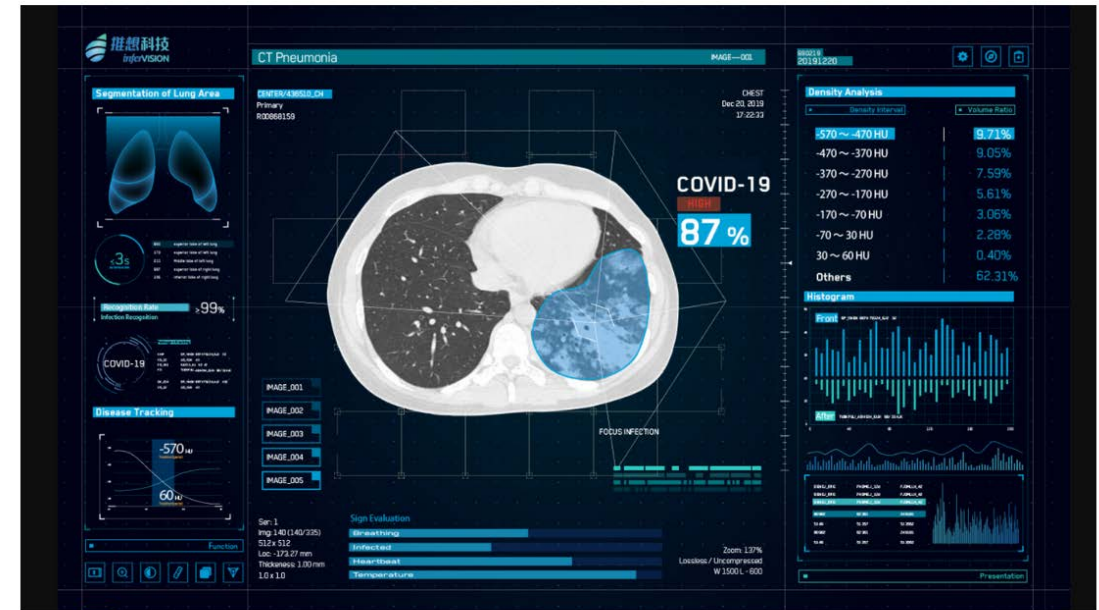 推想科技
inferVISION
CT Pneumonia
IMAGE---001
20191220
Segmentation of Lung Area
CENTER/436510_CH
Primary
R00868159
CHEST
Dec 20, 2019
17:22:33
COVID-19
HIGH
87 %
≤3s
Recognition Rate
≥99%
Infection Recognition
COVID-19
Disease Tracking
-570 HU
60 HU
Function
IMAGE_001
IMAGE_002
IMAGE_003
IMAGE_004
IMAGE_005
FOCUS INFECTION
Ser: 1
Img: 140 (140/335)
512 x 512
Loc: -173.27 mm
Thickness: 1.00 mm
1.0 x 1.0
Sign Evaluation
Breathing
Infected
Heartbeat
Temperature
Zoom: 137%
Lossless / Uncompressed
W 1500 L - 600
Density Analysis
Density Interval Volume Ratio
-570 ～ -470 HU 9.71%
-470 ～ -370 HU 9.05%
-370 ～ -270 HU 7.59%
-270 ～ -170 HU 5.61%
-170 ～ -70 HU 3.06%
-70 ～ 30 HU 2.28%
30 ～ 60 HU 0.40%
Others 62.31%
Histogram
Front
After
Presentation